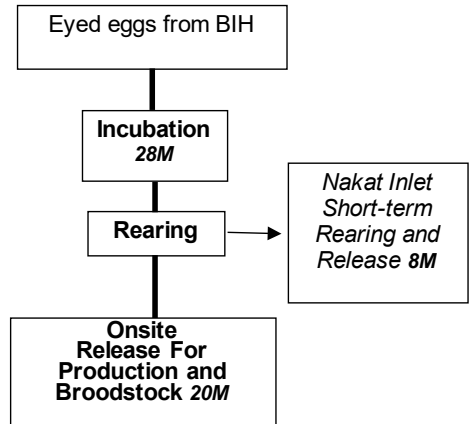 Eyed eggs from BIH
Incubation
28M
Rearing
Nakat Inlet
Short-term
Rearing and
Release 8M
Onsite
Release For
Production and
Broodstock 20M